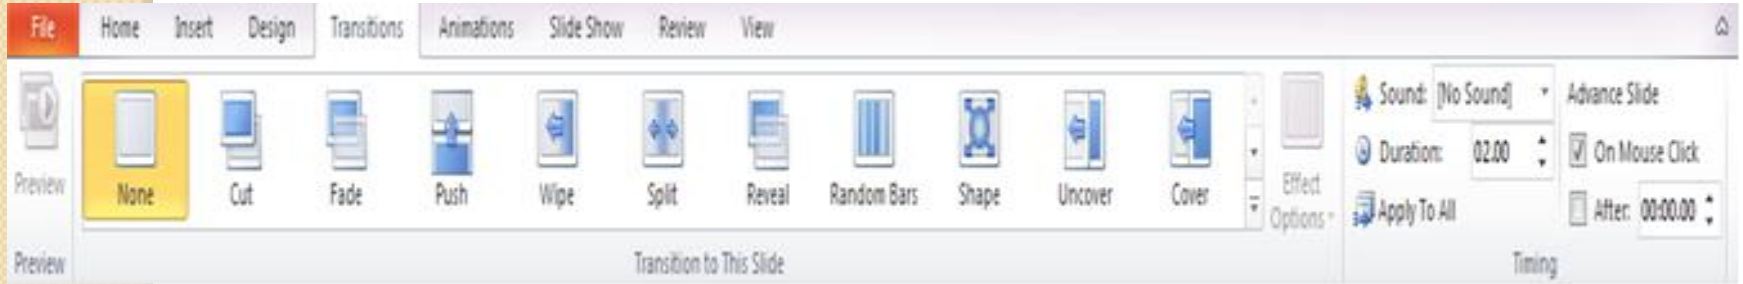 File Home Insert Design Transitions Animations Slide Show Review View
Sound: [No Sound] Advance Slide
Duration: 02.00 On Mouse Click
Preview None Cut Fade Push Wipe Split Reveal Random Bars Shape Uncover Cover Effect Options
Apply To All After: 00:00.00
Preview Transition to This Slide Timing